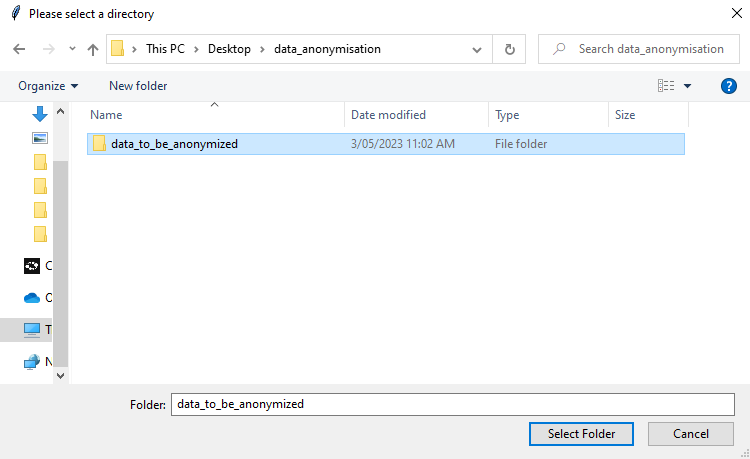 Please select a directory
This PC Desktop data_anonymisation Search data_anonymisation
Organize New folder
Name Date modified Type Size
data_to_be_anonymized 3/05/2023 11:02 AM File folder
C
O
T
N
Folder: data_to_be_anonymized
Select Folder Cancel